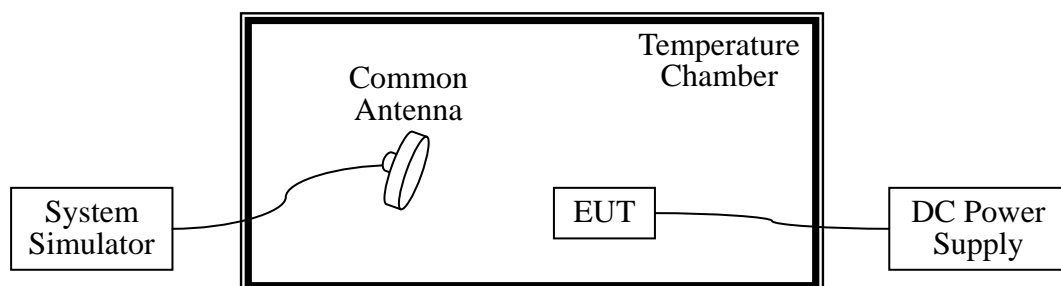 Temperature
Chamber
Common
Antenna
System
Simulator
EUT
DC Power
Supply